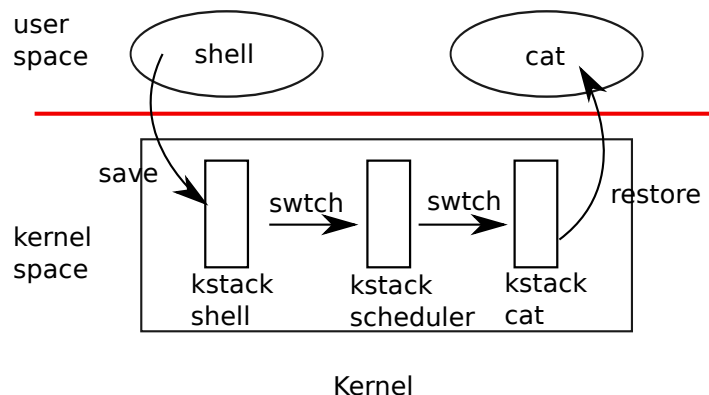 user
space
shell
cat
save
swtch
swtch
restore
kernel
space
kstack
shell
kstack
scheduler
kstack
cat
Kernel